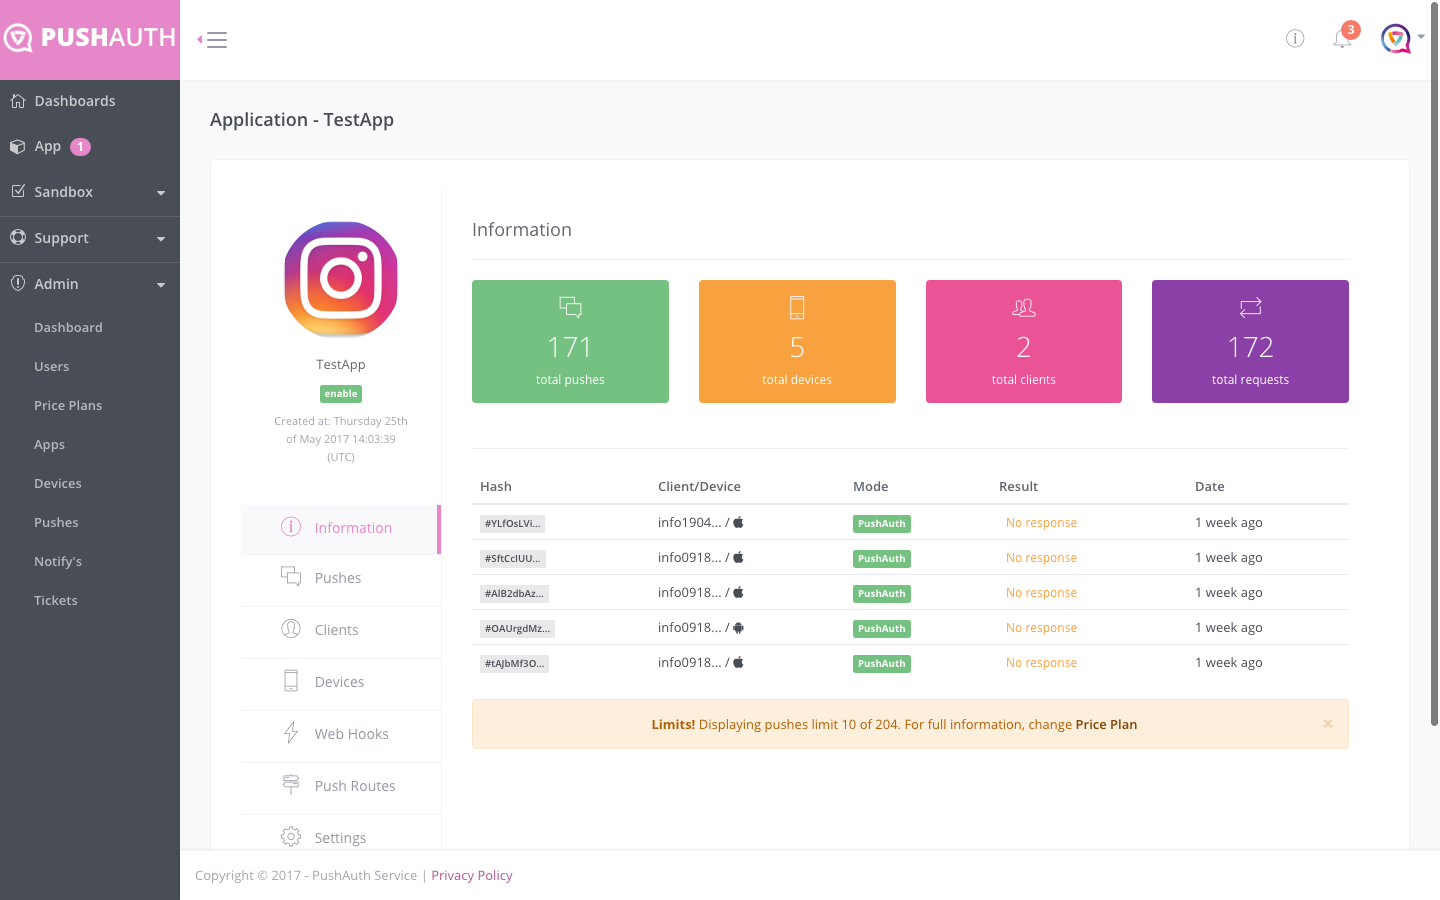 PUSHAUTH
3
Dashboards
App 1
Sandbox
Support
Admin
Dashboard
Users
Price Plans
Apps
Devices
Pushes
Notify's
Tickets
Application - TestApp
TestApp
enable
Created at: Thursday 25th
of May 2017 14:03:39
(UTC)
Information
Pushes
Clients
Devices
Web Hooks
Push Routes
Settings
Information
171
total pushes
5
total devices
2
total clients
172
total requests
Hash Client/Device Mode Result Date
#YLfOsLVi... info1904... / PushAuth No response 1 week ago
#SftCcIUU... info0918... / PushAuth No response 1 week ago
#AIB2dbAz... info0918... / PushAuth No response 1 week ago
#OAUrgdMz... info0918... / PushAuth No response 1 week ago
#tAJbMf3O... info0918... / PushAuth No response 1 week ago
Limits! Displaying pushes limit 10 of 204. For full information, change Price Plan ×
Copyright © 2017 - PushAuth Service | Privacy Policy